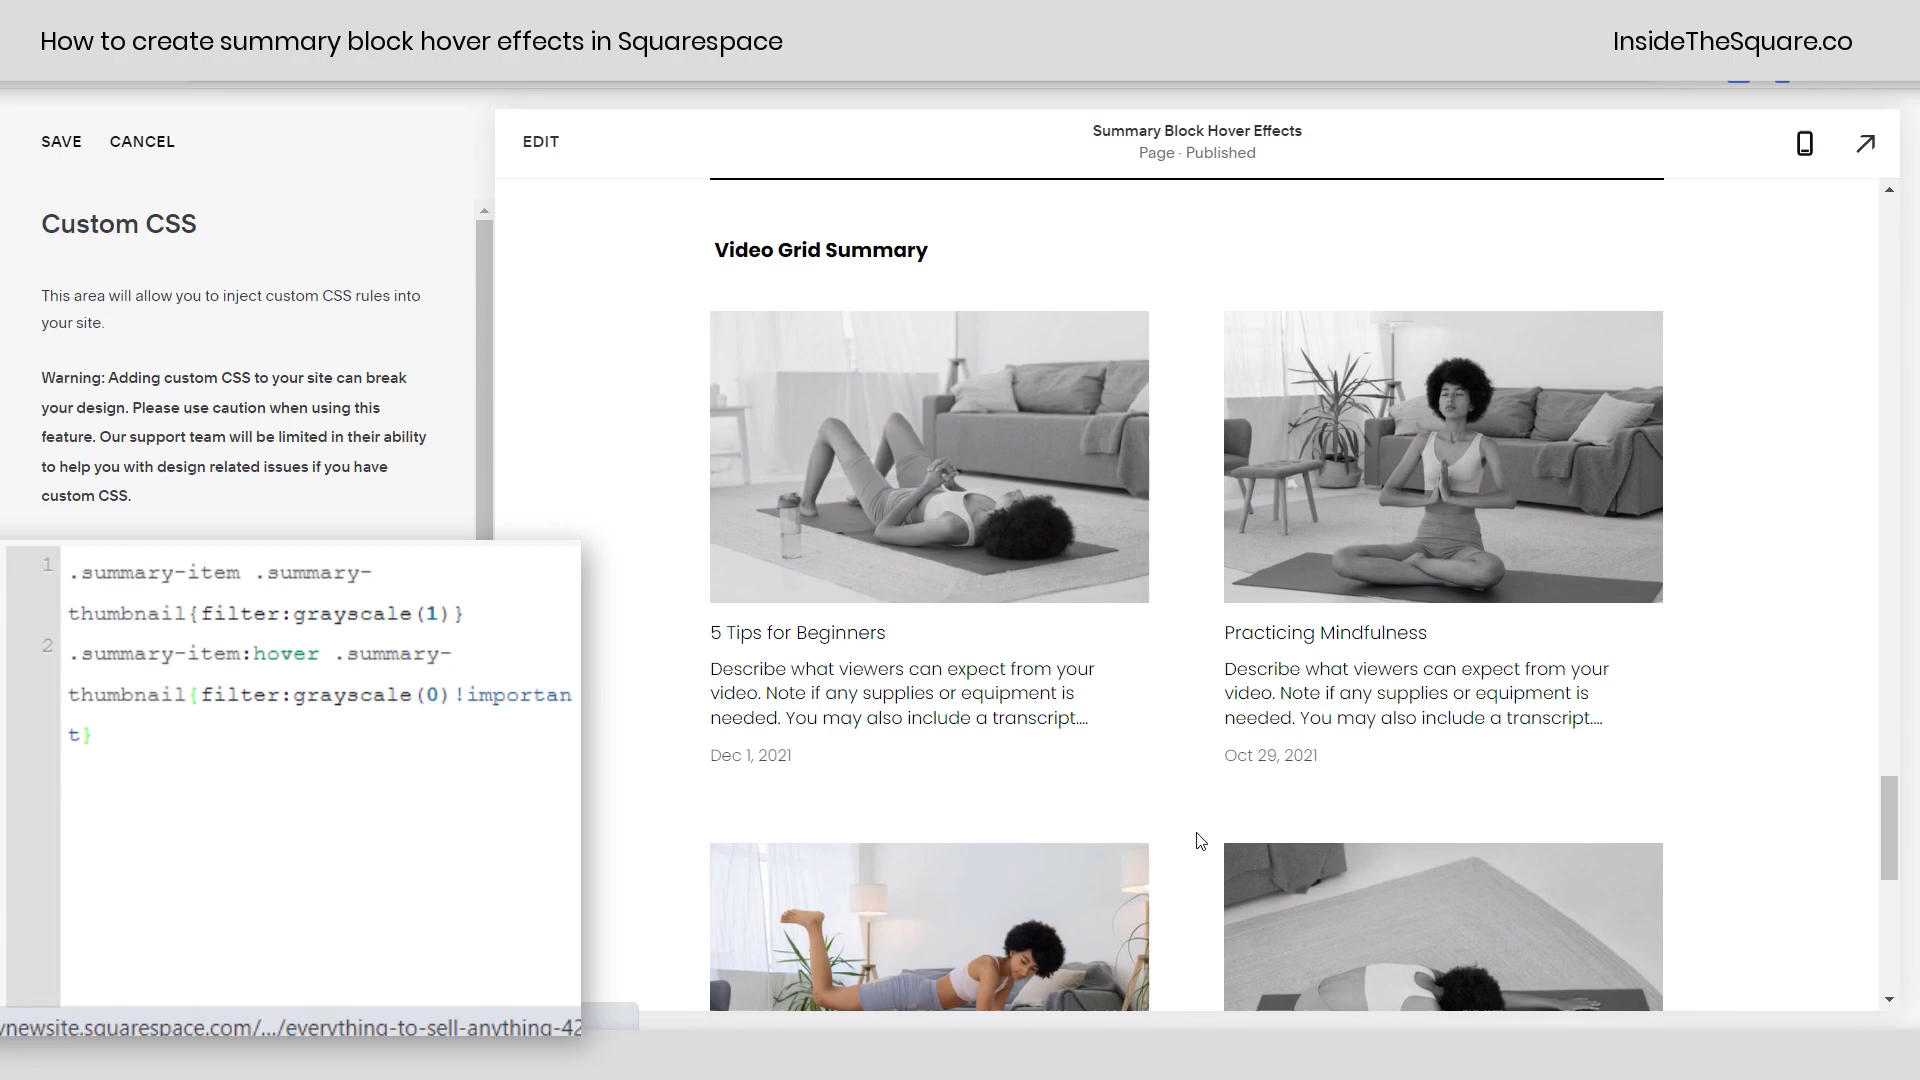 How to create summary block hover effects in Squarespace
InsideTheSquare.co
SAVE CANCEL
EDIT
Summary Block Hover Effects
Page · Published
Custom CSS
This area will allow you to inject custom CSS rules into
your site.
Warning: Adding custom CSS to your site can break
your design. Please use caution when using this
feature. Our support team will be limited in their ability
to help you with design related issues if you have
custom CSS.
1 .summary-item .summary-
thumbnail{filter:grayscale(1)}
2 .summary-item:hover .summary-
thumbnail{filter:grayscale(0)!importan
t}
ynewsite.squarespace.com/.../everything-to-sell-anything-42
Video Grid Summary
5 Tips for Beginners
Describe what viewers can expect from your
video. Note if any supplies or equipment is
needed. You may also include a transcript....
Dec 1, 2021
Practicing Mindfulness
Describe what viewers can expect from your
video. Note if any supplies or equipment is
needed. You may also include a transcript....
Oct 29, 2021